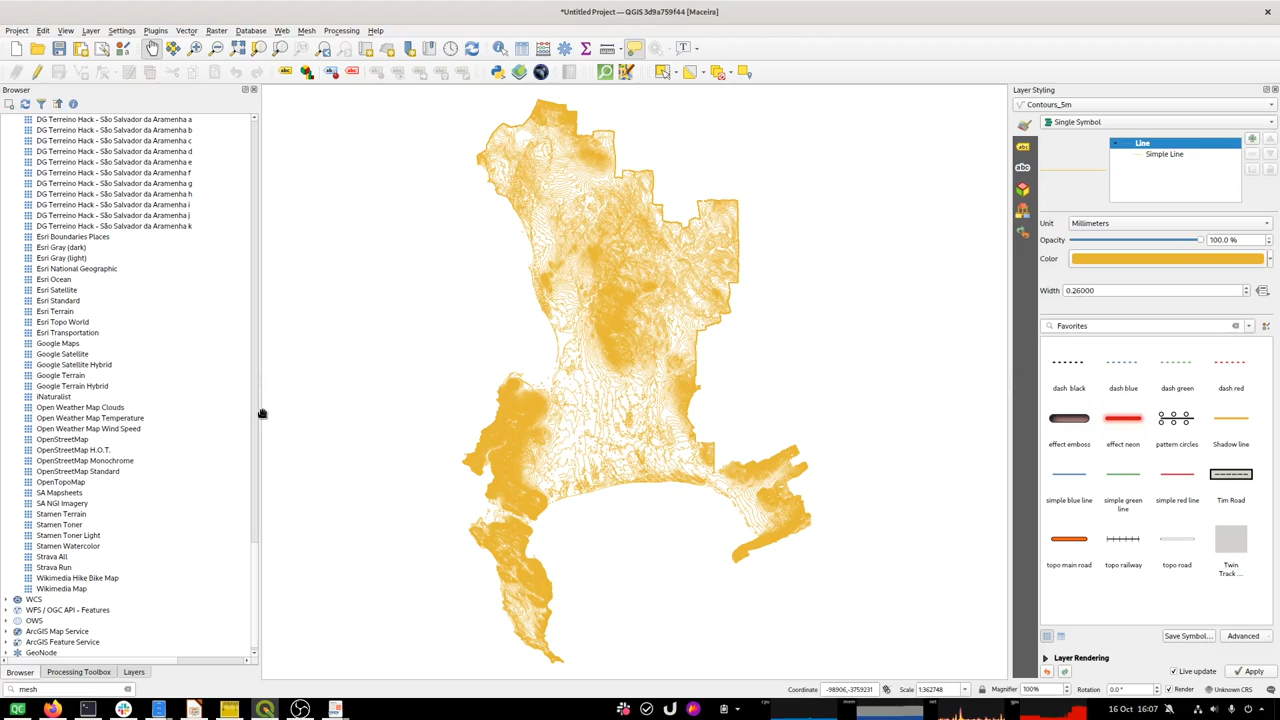 *Untitled Project — QGIS 3d9a759f44 [Maceira]
Project Edit View Layer Settings Plugins Vector Raster Database Web Mesh Processing Help
Browser
DG Terreino Hack - São Salvador da Aramenha a
DG Terreino Hack - São Salvador da Aramenha b
DG Terreino Hack - São Salvador da Aramenha c
DG Terreino Hack - São Salvador da Aramenha d
DG Terreino Hack - São Salvador da Aramenha e
DG Terreino Hack - São Salvador da Aramenha f
DG Terreino Hack - São Salvador da Aramenha g
DG Terreino Hack - São Salvador da Aramenha h
DG Terreino Hack - São Salvador da Aramenha i
DG Terreino Hack - São Salvador da Aramenha j
DG Terreino Hack - São Salvador da Aramenha k
Esri Boundaries Places
Esri Gray (dark)
Esri Gray (light)
Esri National Geographic
Esri Ocean
Esri Satellite
Esri Standard
Esri Terrain
Esri Topo World
Esri Transportation
Google Maps
Google Satellite
Google Satellite Hybrid
Google Terrain
Google Terrain Hybrid
iNaturalist
Open Weather Map Clouds
Open Weather Map Temperature
Open Weather Map Wind Speed
OpenStreetMap
OpenStreetMap H.O.T.
OpenStreetMap Monochrome
OpenStreetMap Standard
OpenTopoMap
SA Mapsheets
SA NGI Imagery
Stamen Terrain
Stamen Toner
Stamen Toner Light
Stamen Watercolor
Strava All
Strava Run
Wikimedia Hike Bike Map
Wikimedia Map
WCS
WFS / OGC API - Features
OWS
ArcGIS Map Service
ArcGIS Feature Service
GeoNode
Browser Processing Toolbox Layers
mesh
Layer Styling
Contours_5m
Single Symbol
Line
Simple Line
Unit Millimeters
Opacity 100.0 %
Color
Width 0.26000
Favorites
dash black dash blue dash green dash red
effect emboss effect neon pattern circles Shadow line
simple blue line simple green line simple red line Tim Road
topo main road topo railway topo road Twin Track ...
Save Symbol... Advanced
Layer Rendering
Live update Apply
Coordinate -98906,-3759231 Scale 1:362748 Magnifier 100% Rotation 0.0 ° Render Unknown CRS
16 Oct 16:07